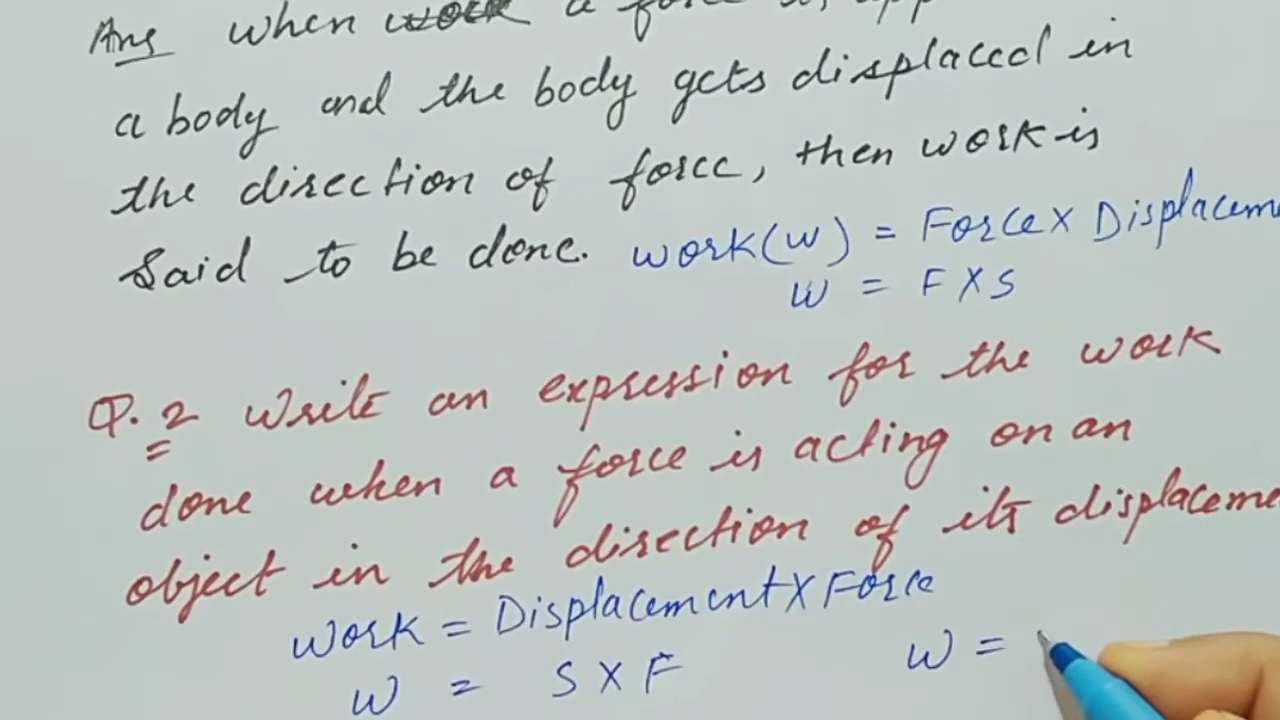 Ans When work a force is
a body and the body gets displaced in
the direction of force, then work is
said to be done. work(w) = Force X Displaceme
w = F X S
Q.2 Write an expression for the work
done when a force is acting on an
object in the direction of its displaceme
work = Displacement X Force
w = S X F
w =